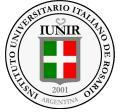 INSTITUTO UNIVERSITARIO ITALIANO DE ROSARIO
IUNIR
2001
ARGENTINA